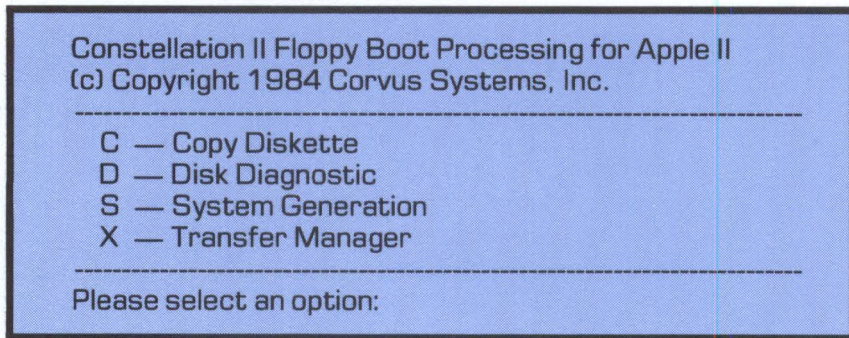 Constellation II Floppy Boot Processing for Apple II
(c) Copyright 1984 Corvus Systems, Inc.
--------------------------------------------------------------------------------
C — Copy Diskette
D — Disk Diagnostic
S — System Generation
X — Transfer Manager
--------------------------------------------------------------------------------
Please select an option: